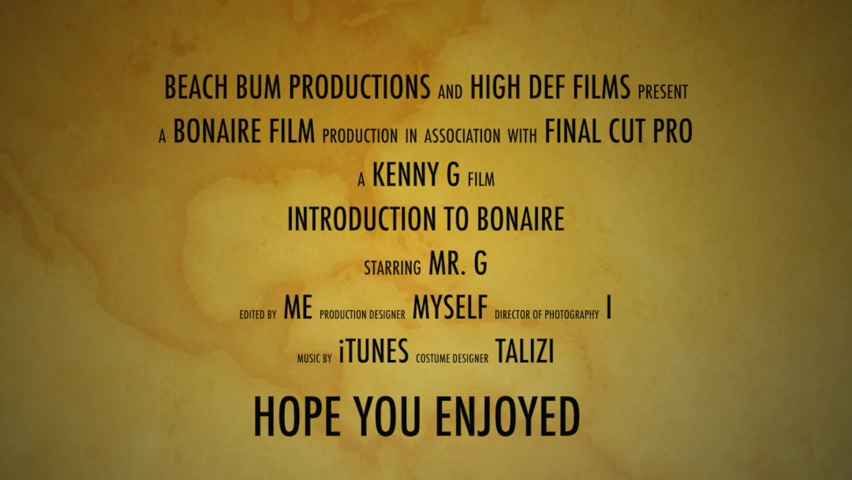 BEACH BUM PRODUCTIONS AND HIGH DEF FILMS PRESENT
A BONAIRE FILM PRODUCTION IN ASSOCIATION WITH FINAL CUT PRO
A KENNY G FILM
INTRODUCTION TO BONAIRE
STARRING MR. G
EDITED BY ME PRODUCTION DESIGNER MYSELF DIRECTOR OF PHOTOGRAPHY I
MUSIC BY iTUNES COSTUME DESIGNER TALIZI
HOPE YOU ENJOYED